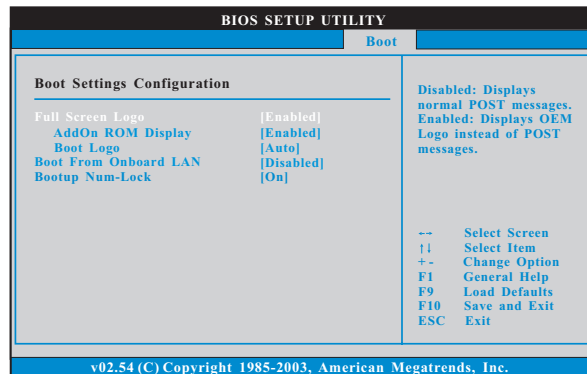 BIOS SETUP UTILITY
Boot
Boot Settings Configuration
Full Screen Logo [Enabled]
AddOn ROM Display [Enabled]
Boot Logo [Auto]
Boot From Onboard LAN [Disabled]
Bootup Num-Lock [On]
Disabled: Displays
normal POST messages.
Enabled: Displays OEM
Logo instead of POST
messages.
←→ Select Screen
↑↓ Select Item
+ - Change Option
F1 General Help
F9 Load Defaults
F10 Save and Exit
ESC Exit
v02.54 (C) Copyright 1985-2003, American Megatrends, Inc.